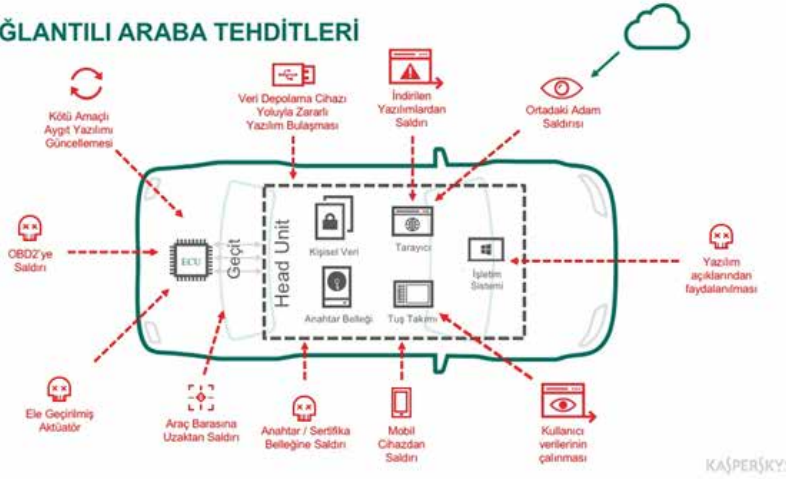 ĞLANTILI ARABA TEHDİTLERİ
Kötü Amaçlı
Aygıt Yazılımı
Güncellemesi
Veri Depolama Cihazı
Yoluyla Zararlı
Yazılım Bulaşması
İndirilen
Yazılımlardan
Saldırı
Ortadaki Adam
Saldırısı
OBD2'ye
Saldırı
ECU
Geçit
Head Unit
Kişisel Veri
Tarayıcı
İşletim
Sistemi
Anahtar Belleği
Tuş Takımı
Yazılım
açıklarından
faydalanılması
Ele Geçirilmiş
Aktüatör
Araç Barasına
Uzaktan Saldırı
Anahtar / Sertifika
Belleğine Saldırı
Mobil
Cihazdan
Saldırı
Kullanıcı
verilerinin
çalınması
KASPERSKY